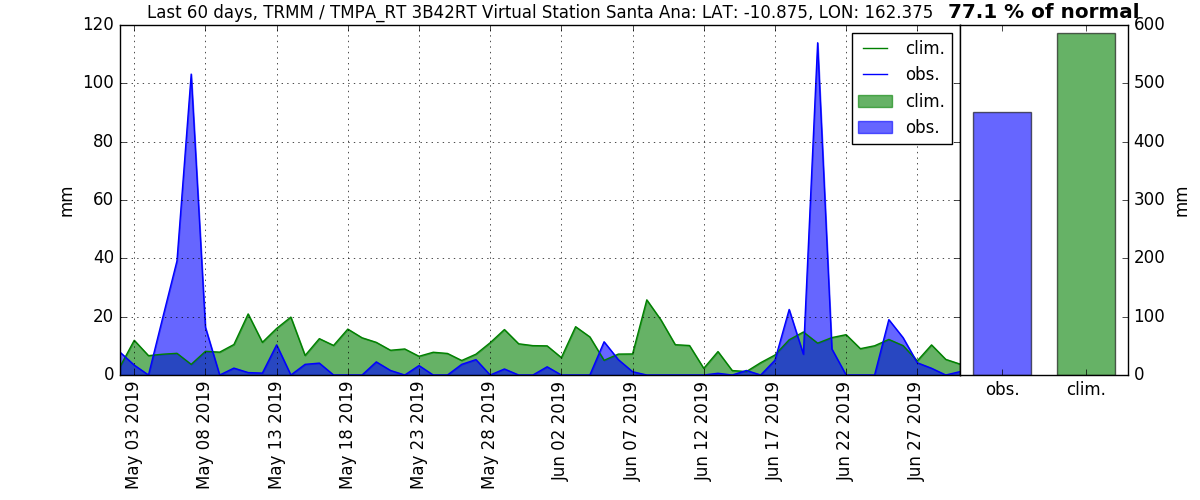 Last 60 days, TRMM / TMPA_RT 3B42RT Virtual Station Santa Ana: LAT: -10.875, LON: 162.375
77.1 % of normal
120
100
80
60
40
20
0
mm
clim.
obs.
clim.
obs.
600
500
400
300
200
100
0
mm
May 03 2019
May 08 2019
May 13 2019
May 18 2019
May 23 2019
May 28 2019
Jun 02 2019
Jun 07 2019
Jun 12 2019
Jun 17 2019
Jun 22 2019
Jun 27 2019
obs.
clim.